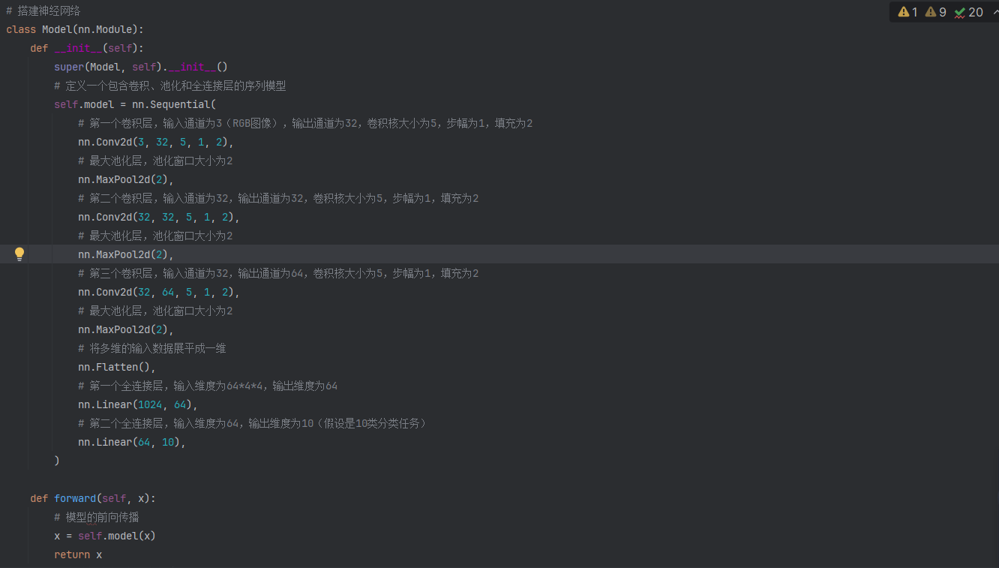 # 搭建神经网络
1 9 20
class Model(nn.Module):
def __init__(self):
super(Model, self).__init__()
# 定义一个包含卷积、池化和全连接层的序列模型
self.model = nn.Sequential(
# 第一个卷积层，输入通道为3（RGB图像），输出通道为32，卷积核大小为5，步幅为1，填充为2
nn.Conv2d(3, 32, 5, 1, 2),
# 最大池化层，池化窗口大小为2
nn.MaxPool2d(2),
# 第二个卷积层，输入通道为32，输出通道为32，卷积核大小为5，步幅为1，填充为2
nn.Conv2d(32, 32, 5, 1, 2),
# 最大池化层，池化窗口大小为2
nn.MaxPool2d(2),
# 第三个卷积层，输入通道为32，输出通道为64，卷积核大小为5，步幅为1，填充为2
nn.Conv2d(32, 64, 5, 1, 2),
# 最大池化层，池化窗口大小为2
nn.MaxPool2d(2),
# 将多维的输入数据展平成一维
nn.Flatten(),
# 第一个全连接层，输入维度为64*4*4，输出维度为64
nn.Linear(1024, 64),
# 第二个全连接层，输入维度为64，输出维度为10（假设是10类分类任务）
nn.Linear(64, 10),
)
def forward(self, x):
# 模型的前向传播
x = self.model(x)
return x